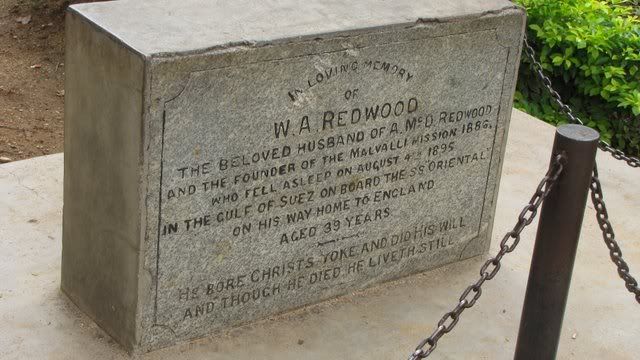 IN LOVING MEMORY
OF
W. A. REDWOOD
THE BELOVED HUSBAND OF A. McD. REDWOOD
AND THE FOUNDER OF THE MALVALLI MISSION 1886,
WHO FELL ASLEEP ON AUGUST 4TH 1895
IN THE GULF OF SUEZ ON BOARD THE SS ORIENTAL
ON HIS WAY HOME TO ENGLAND
AGED 39 YEARS
HE BORE CHRISTS YOKE AND DID HIS WILL
AND THOUGH HE DIED, HE LIVETH STILL